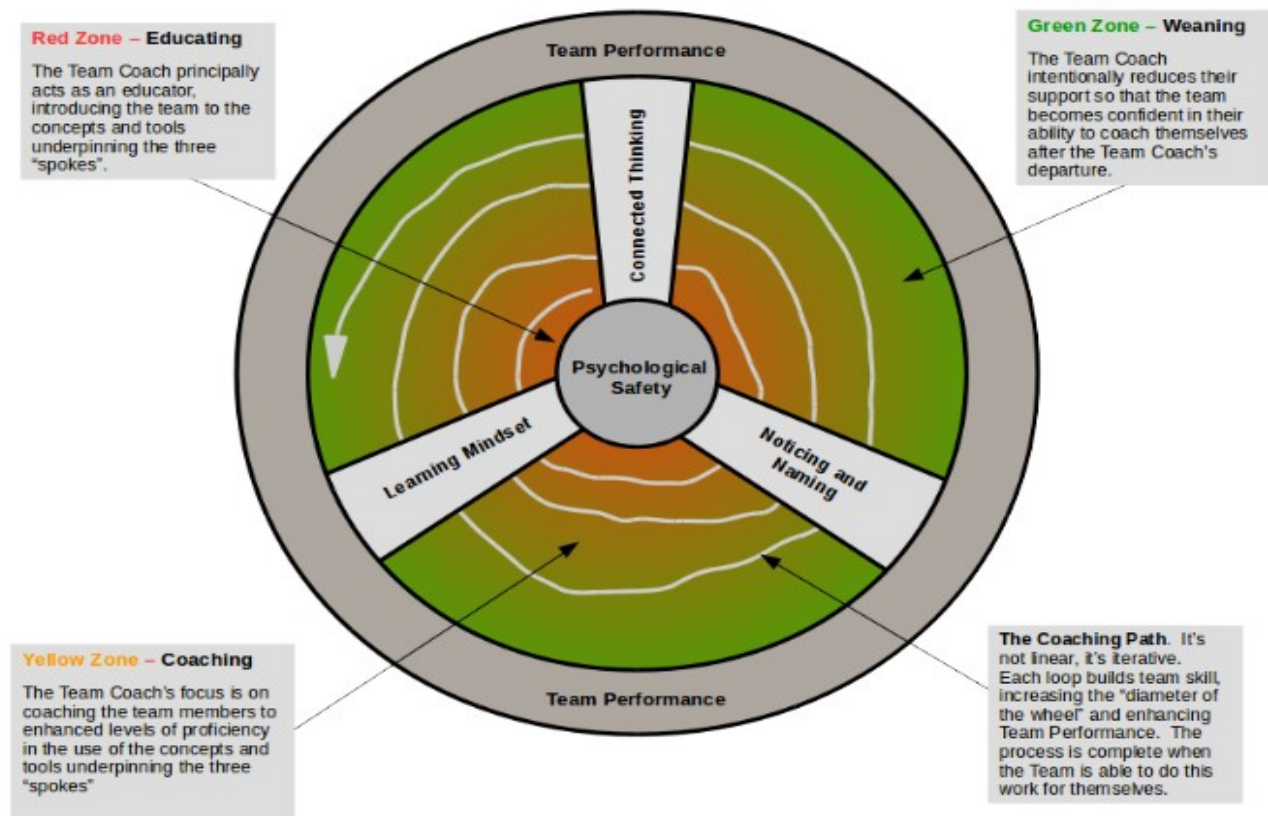 Red Zone – Educating
The Team Coach principally
acts as an educator,
introducing the team to the
concepts and tools
underpinning the three
“spokes”.
Team Performance
Green Zone – Weaning
The Team Coach
intentionally reduces their
support so that the team
becomes confident in their
ability to coach themselves
after the Team Coach's
departure.
Connected Thinking
Psychological
Safety
Learning Mindset
Noticing and
Naming
Yellow Zone – Coaching
The Team Coach's focus is on
coaching the team members to
enhanced levels of proficiency
in the use of the concepts and
tools underpinning the three
“spokes”
Team Performance
The Coaching Path. It's
not linear, it's iterative.
Each loop builds team skill,
increasing the “diameter of
the wheel” and enhancing
Team Performance. The
process is complete when
the Team is able to do this
work for themselves.